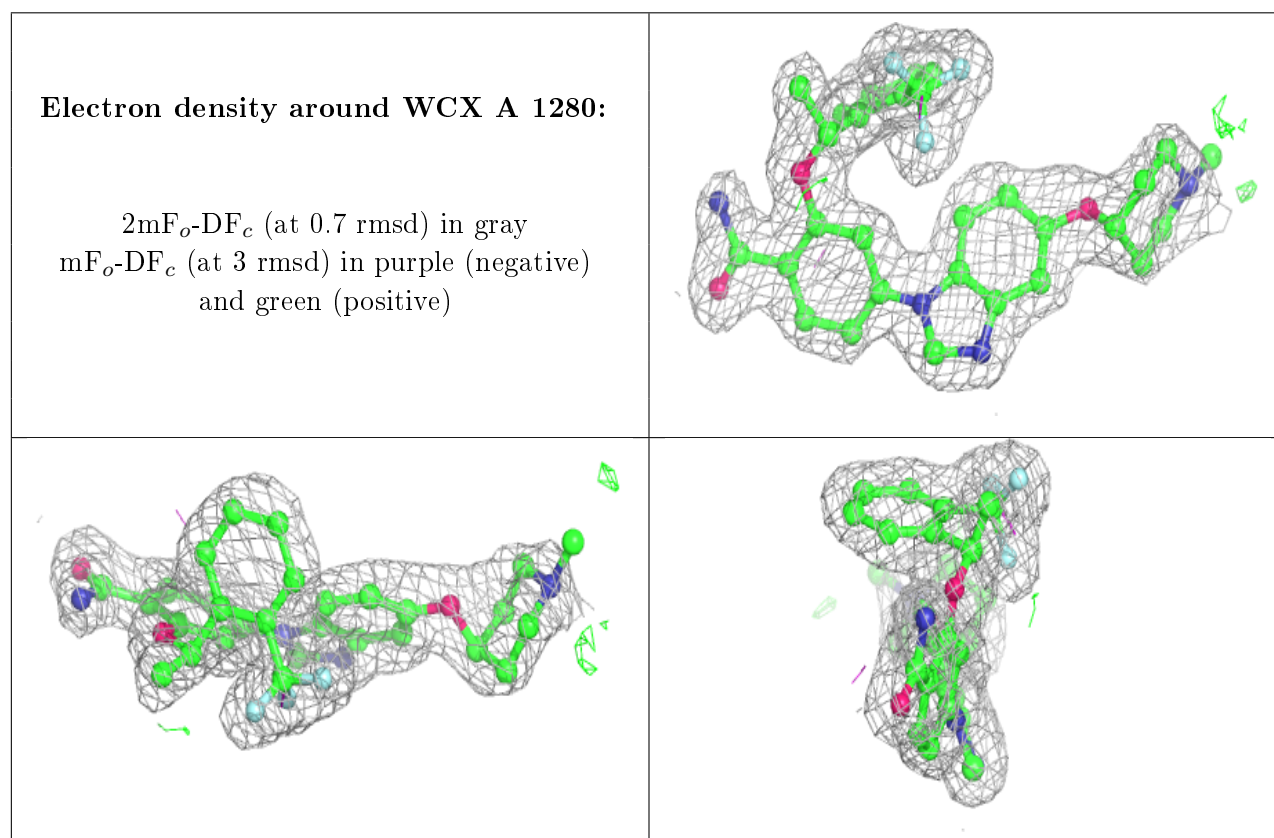 Electron density around WCX A 1280:
2mFo-DFc (at 0.7 rmsd) in gray
mFo-DFc (at 3 rmsd) in purple (negative)
and green (positive)